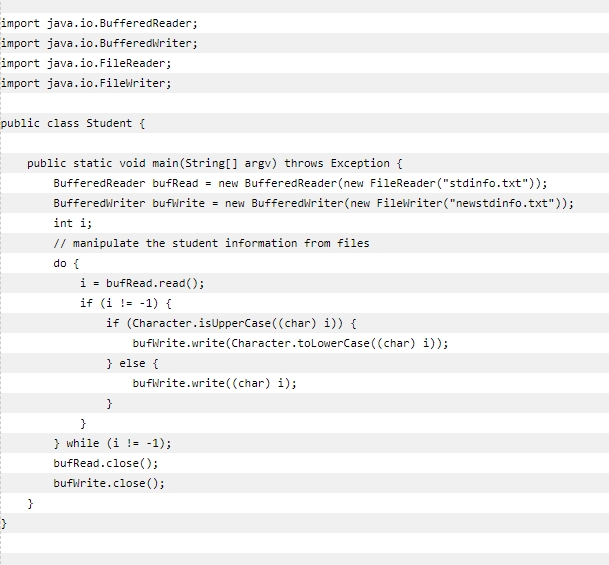 import java.io.BufferedReader;
import java.io.BufferedWriter;
import java.io.FileReader;
import java.io.FileWriter;

public class Student {

    public static void main(String[] argv) throws Exception {
        BufferedReader bufRead = new BufferedReader(new FileReader("stdinfo.txt"));
        BufferedWriter bufWrite = new BufferedWriter(new FileWriter("newstdinfo.txt"));
        int i;
        // manipulate the student information from files
        do {
            i = bufRead.read();
            if (i != -1) {
                if (Character.isUpperCase((char) i)) {
                    bufWrite.write(Character.toLowerCase((char) i));
                } else {
                    bufWrite.write((char) i);
                }
            }
        } while (i != -1);
        bufRead.close();
        bufWrite.close();
    }
}